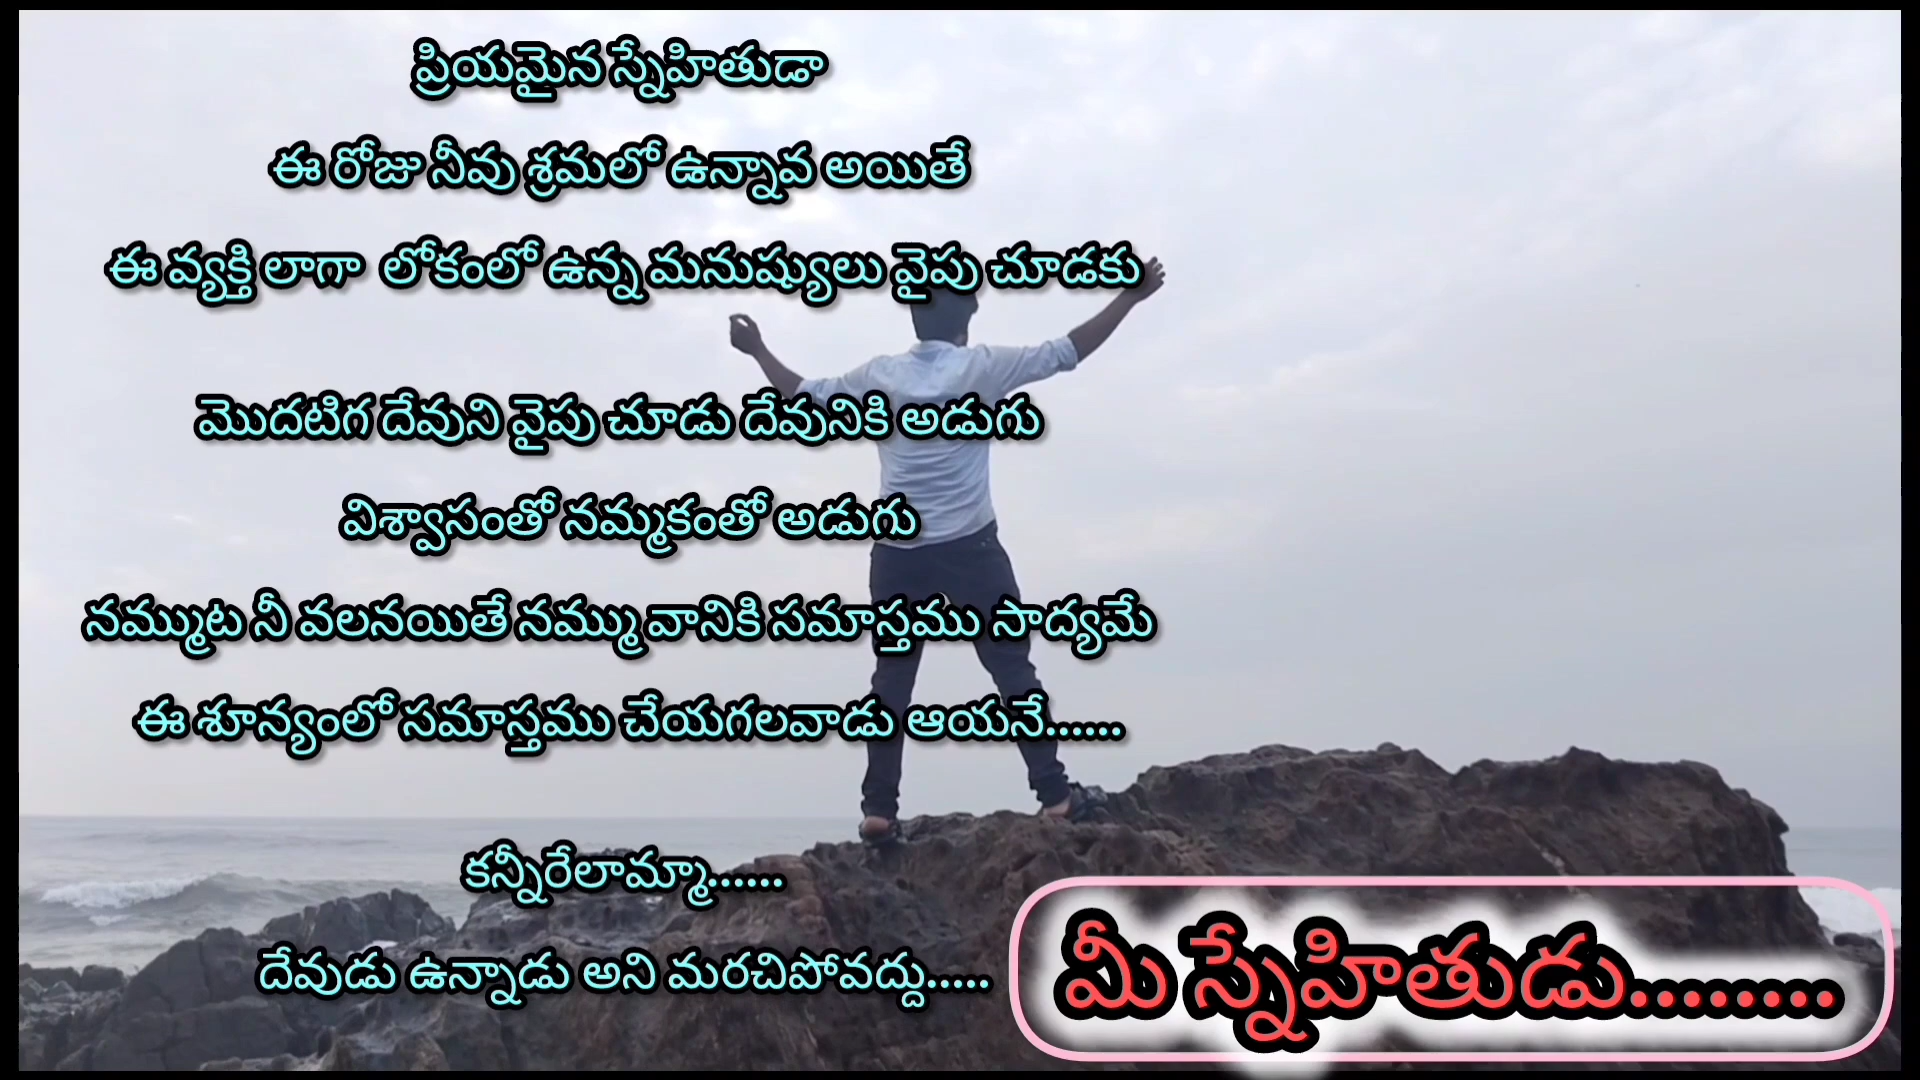 ప్రియమైన స్నేహితుడా
ఈ రోజు నీవు శ్రమలో ఉన్నావ అయితే
ఈ వ్యక్తి లాగా లోకంలో ఉన్న మనుష్యులు వైపు చూడకు
మొదటిగ దేవుని వైపు చూడు దేవునికి అడుగు
విశ్వాసంతో నమ్మకంతో అడుగు
నమ్ముట నీ వలనయితే నమ్ము వానికి సమాస్తము సాద్యమే
ఈ శూన్యంలో సమాస్తము చేయగలవాడు ఆయనే......
కన్నీరేలామ్మా......
దేవుడు ఉన్నాడు అని మరచిపోవద్దు.....
మీ స్నేహితుడు........